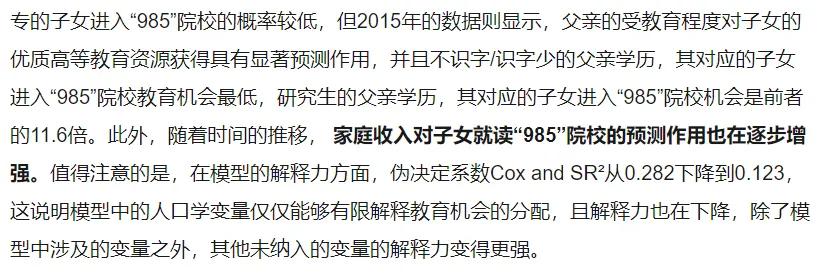 专的子女进入“985”院校的概率较低，但2015年的数据则显示，父亲的受教育程度对子女的
优质高等教育资源获得具有显著预测作用，并且不识字/识字少的父亲学历，其对应的子女
进入“985”院校教育机会最低，研究生的父亲学历，其对应的子女进入“985”院校机会是前者
的11.6倍。此外，随着时间的推移， 家庭收入对子女就读“985”院校的预测作用也在逐步增
强。值得注意的是，在模型的解释力方面，伪决定系数Cox and SR²从0.282下降到0.123，
这说明模型中的人口学变量仅仅能够有限解释教育机会的分配，且解释力也在下降，除了模
型中涉及的变量之外，其他未纳入的变量的解释力变得更强。